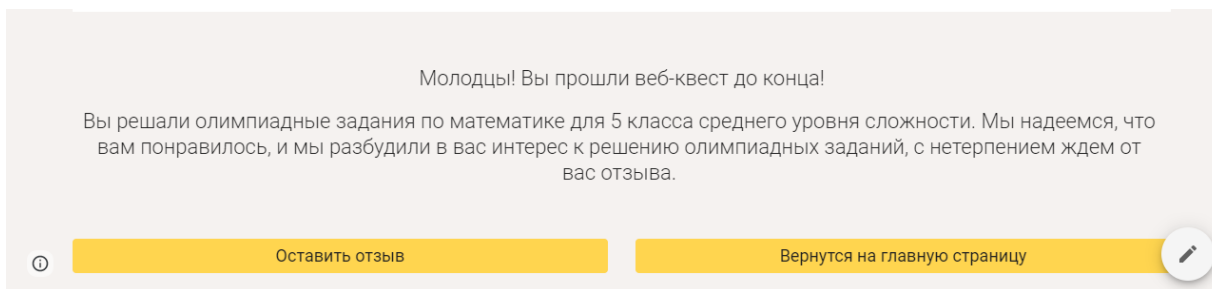 Молодцы! Вы прошли веб-квест до конца!
Вы решали олимпиадные задания по математике для 5 класса среднего уровня сложности. Мы надеемся, что
вам понравилось, и мы разбудили в вас интерес к решению олимпиадных заданий, с нетерпением ждем от
вас отзыва.
Оставить отзыв
Вернутся на главную страницу